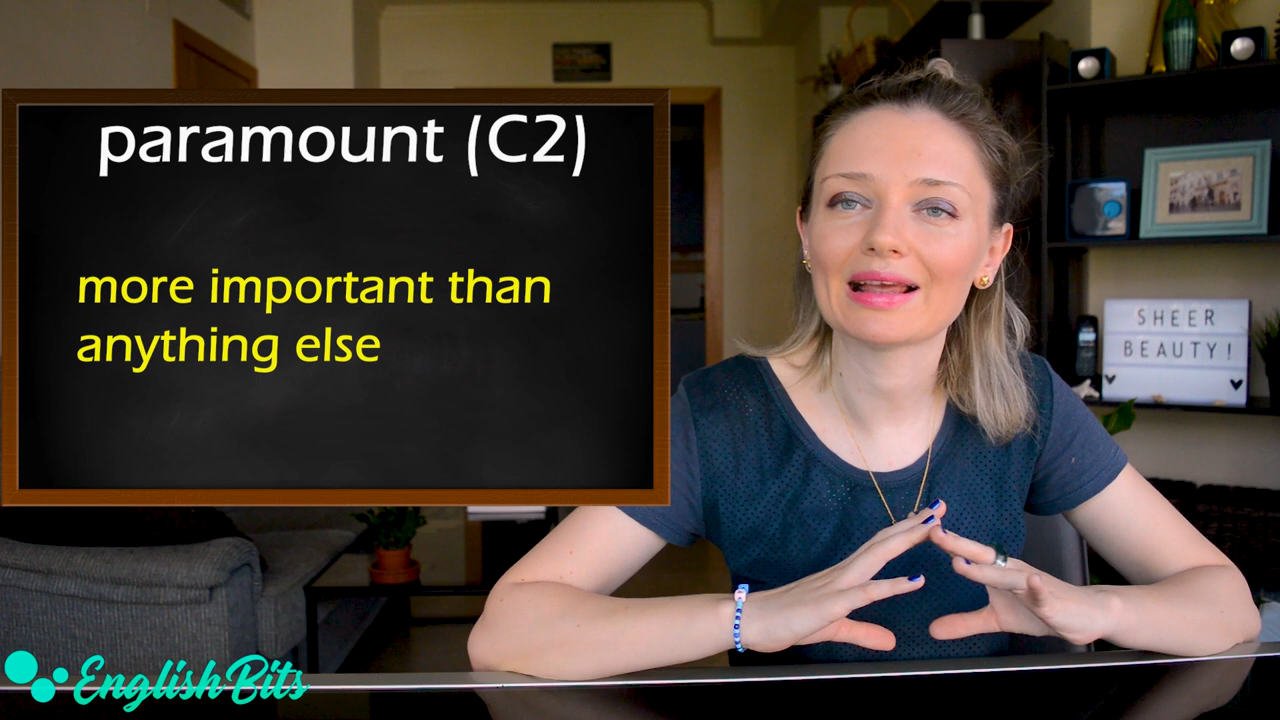 paramount (C2)
more important than
anything else
SHEER
BEAUTY!
EnglishBits